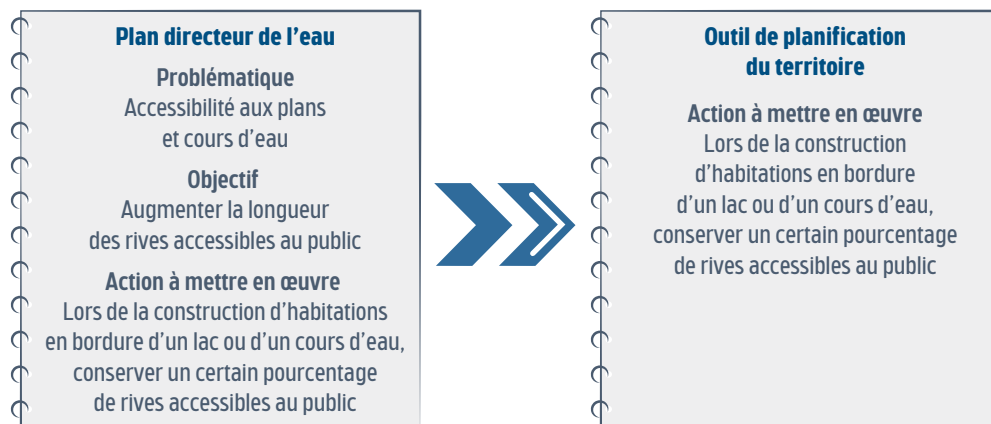 Plan directeur de l’eau
Problématique
Accessibilité aux plans
et cours d’eau
Objectif
Augmenter la longueur
des rives accessibles au public
Action à mettre en œuvre
Lors de la construction d’habitations
en bordure d’un lac ou d’un cours d’eau,
conserver un certain pourcentage
de rives accessibles au public
Outil de planification
du territoire
Action à mettre en œuvre
Lors de la construction
d’habitations en bordure
d’un lac ou d’un cours d’eau,
conserver un certain pourcentage
de rives accessibles au public